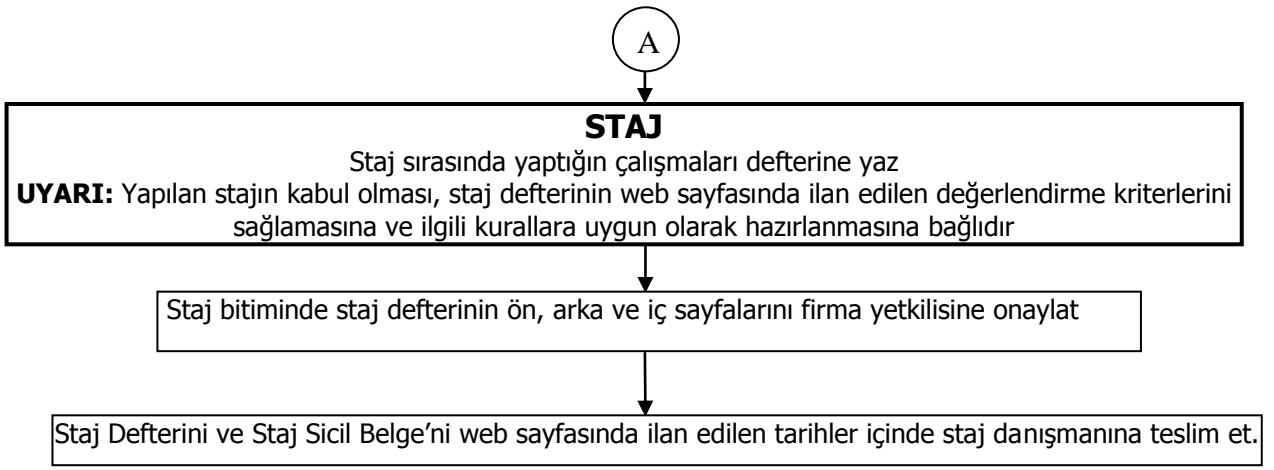 A
STAJ
Staj sırasında yaptığın çalışmaları defterine yaz
UYARI: Yapılan stajın kabul olması, staj defterinin web sayfasında ilan edilen değerlendirme kriterlerini
sağlamasına ve ilgili kurallara uygun olarak hazırlanmasına bağlıdır
Staj bitiminde staj defterinin ön, arka ve iç sayfalarını firma yetkilisine onaylat
Staj Defterini ve Staj Sicil Belge’ni web sayfasında ilan edilen tarihler içinde staj danışmanına teslim et.